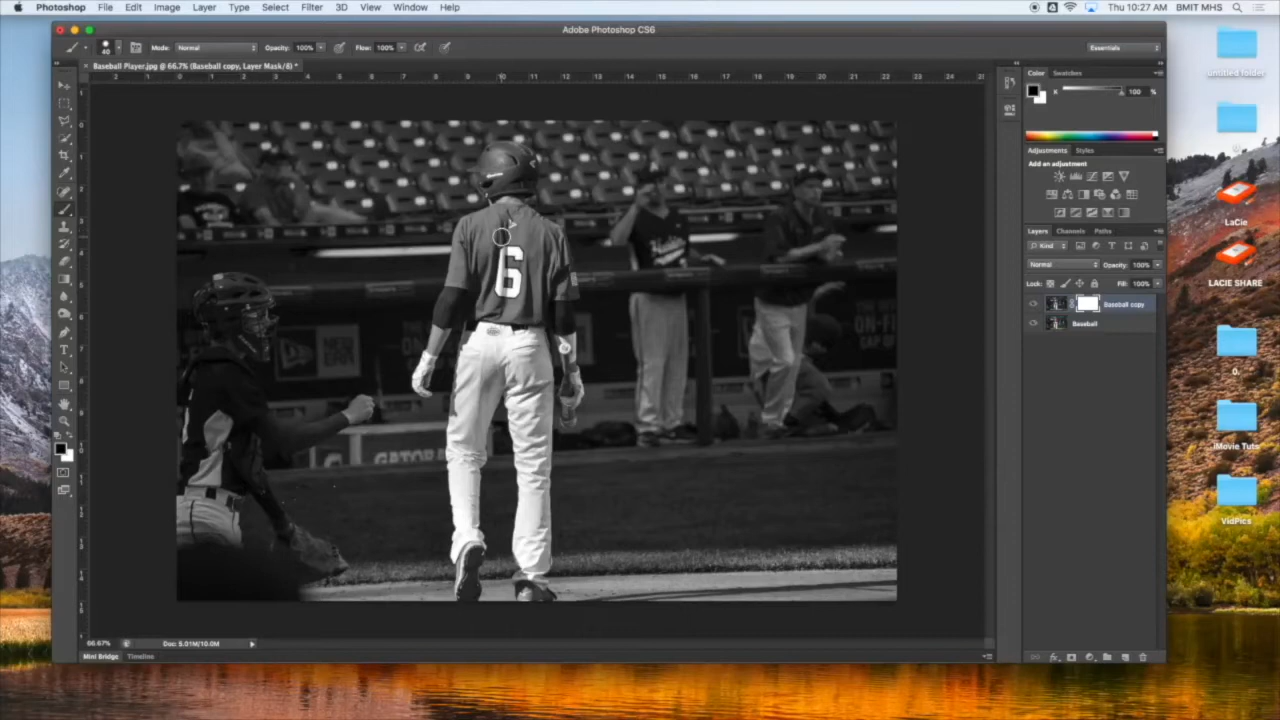 Photoshop File Edit Image Layer Type Select Filter 3D View Window Help Thu 10:27 AM BMIT MHS
Adobe Photoshop CS6
40 Mode: Normal Opacity: 100% Flow: 100% Essentials
Baseball Player.jpg @ 66.7% (Baseball copy, Layer Mask/8) *
Color Swatches
K 100 %
Adjustments Styles
Add an adjustment
Layers Channels Paths
Kind
Normal Opacity: 100%
Lock: Fill: 100%
Baseball copy
Baseball
6
NEW ERA
GATORA
66.67% Doc: 5.01M/10.0M
Mini Bridge Timeline
untitled folder
LaCie
LACIE SHARE
0.
iMovie Tuts
VidPics